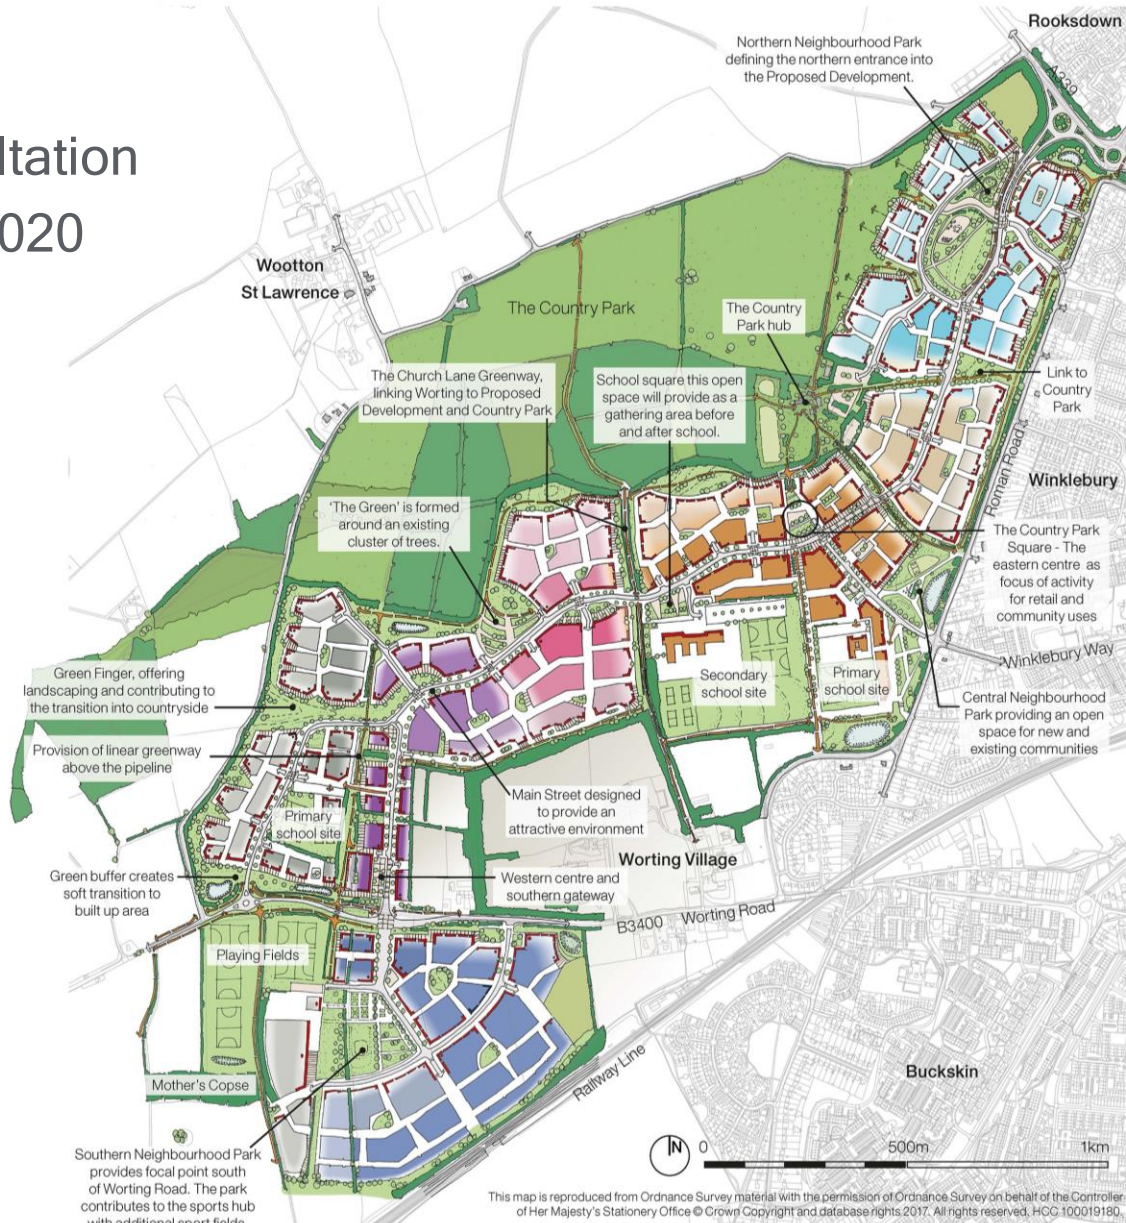 ltation
020
Rooksdown
A339
Northern Neighbourhood Park
defining the northern entrance into
the Proposed Development.
Wootton
St Lawrence
The Country Park
The Country
Park hub
Link to
Country
Park
The Church Lane Greenway,
linking Worting to Proposed
Development and Country Park
School square this open
space will provide as a
gathering area before
and after school.
Roman Road
Winklebury
'The Green' is formed
around an existing
cluster of trees.
The Country Park
Square - The
eastern centre as
focus of activity
for retail and
community uses
Winklebury Way
Secondary
school site
Primary
school site
Green Finger, offering
landscaping and contributing to
the transition into countryside
Central Neighbourhood
Park providing an open
space for new and
existing communities
Provision of linear greenway
above the pipeline
Main Street designed
to provide an
attractive environment
Primary
school site
Worting Village
Green buffer creates
soft transition to
built up area
Western centre and
southern gateway
B3400 Worting Road
Playing Fields
Mother's Copse
Railway Line
Buckskin
Southern Neighbourhood Park
provides focal point south
of Worting Road. The park
contributes to the sports hub
with additional sport fields
N
0 500m 1km
This map is reproduced from Ordnance Survey material with the permission of Ordnance Survey on behalf of the Controller
of Her Majesty's Stationery Office © Crown Copyright and database rights 2017. All rights reserved. HCC 100019180.